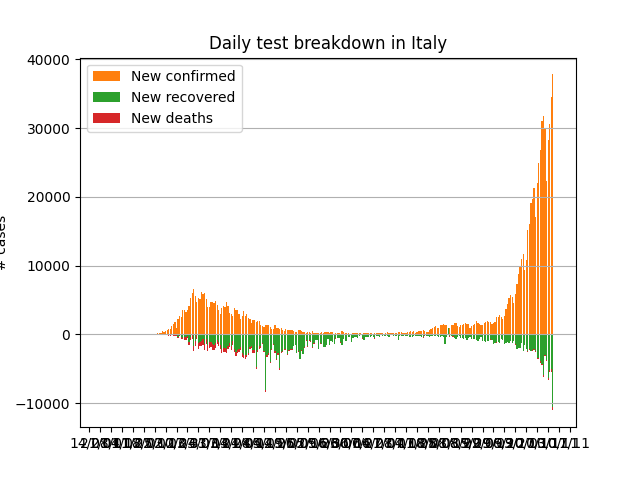 Daily test breakdown in Italy
New confirmed
New recovered
New deaths
40000
30000
20000
10000
0
−10000
# cases